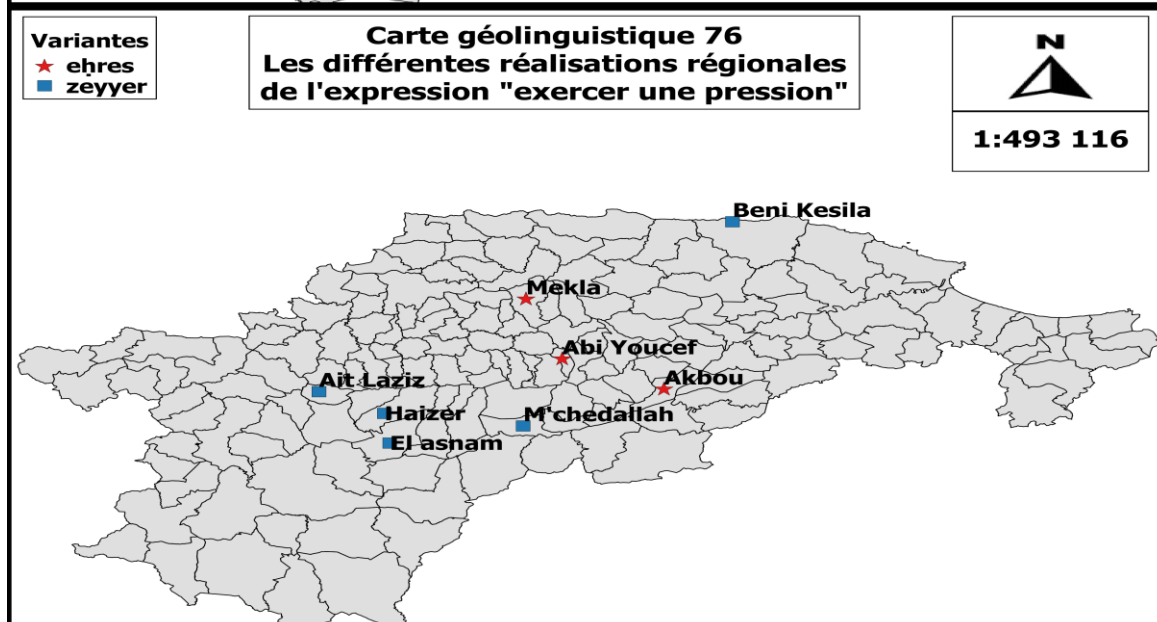 Variantes
eḥres
zeyyer
Carte géolinguistique 76
Les différentes réalisations régionales
de l'expression "exercer une pression"
N
1:493 116
Beni Kesila
Mekla
Abi Youcef
Akbou
Ait Laziz
Haizer
M'chedallah
El asnam